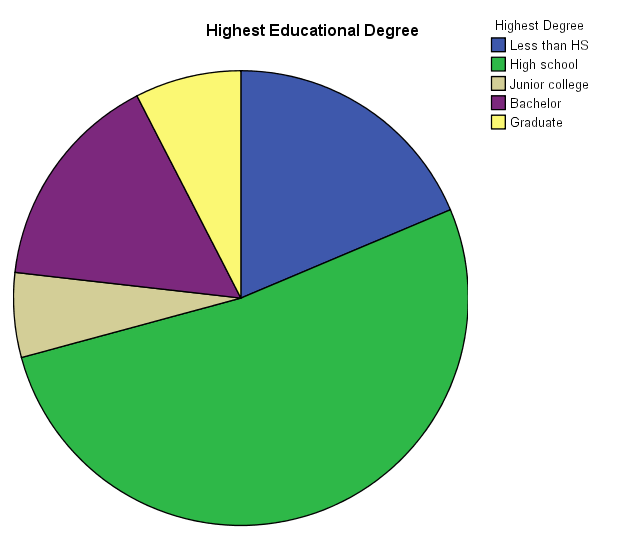 Highest Educational Degree
Highest Degree
Less than HS
High school
Junior college
Bachelor
Graduate